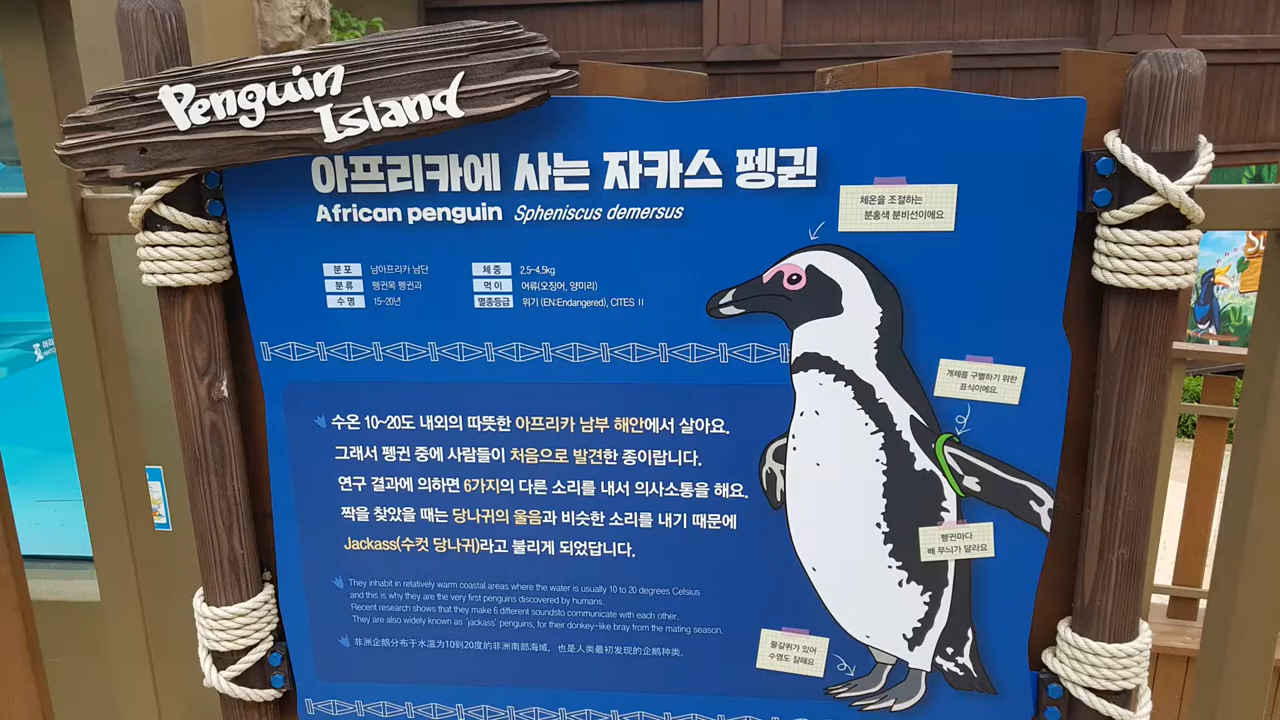 Penguin
Island
아프리카에 사는 자카스 펭귄
African penguin Spheniscus demersus
분포 남아프리카 남단
분류 펭귄목 펭귄과
수명 15~20년
체중 2.5~4.5kg
먹이 어류(오징어, 양미리)
멸종등급 위기 (EN:Endangered), CITES II
체온을 조절하는
분홍색 분비선이에요
개체를 구별하기 위한
표식이에요.
펭귄마다
배 무늬가 달라요
물갈퀴가 있어
수영도 잘해요
수온 10~20도 내외의 따뜻한 아프리카 남부 해안에서 살아요.
그래서 펭귄 중에 사람들이 처음으로 발견한 종이랍니다.
연구 결과에 의하면 6가지의 다른 소리를 내서 의사소통을 해요.
짝을 찾았을 때는 당나귀의 울음과 비슷한 소리를 내기 때문에
Jackass(수컷 당나귀)라고 불리게 되었답니다.
They inhabit in relatively warm coastal areas where the water is usually 10 to 20 degrees Celsius
and this is why they are the very first penguins discovered by humans.
Recent research shows that they make 6 different soundsto communicate with each other.
They are also widely known as 'jackass' penguins, for their donkey-like bray from the mating season.
非洲企鹅分布于水温为10到20度的非洲南部海域，也是人类最初发现的企鹅种类。